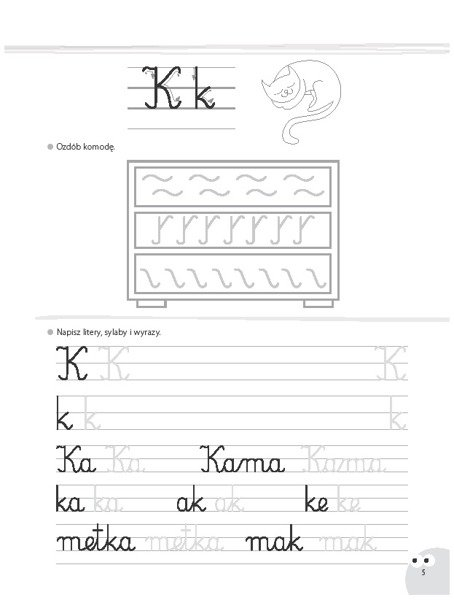 K k
Ozdób komodę.
Napisz litery, sylaby i wyrazy.
K K K
k k k
Ka Ka Kama Kama
ka ka ak ak ke ke
metka metka mak mak
5